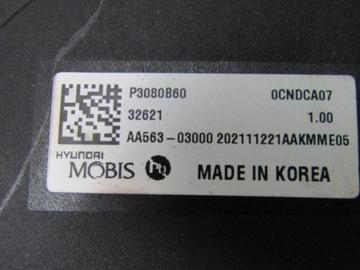 P3080B60 0CNDCA07
32621 1.00
AA563-03000 202111221AAKMME05
HYUNDAI
MOBIS MADE IN KOREA